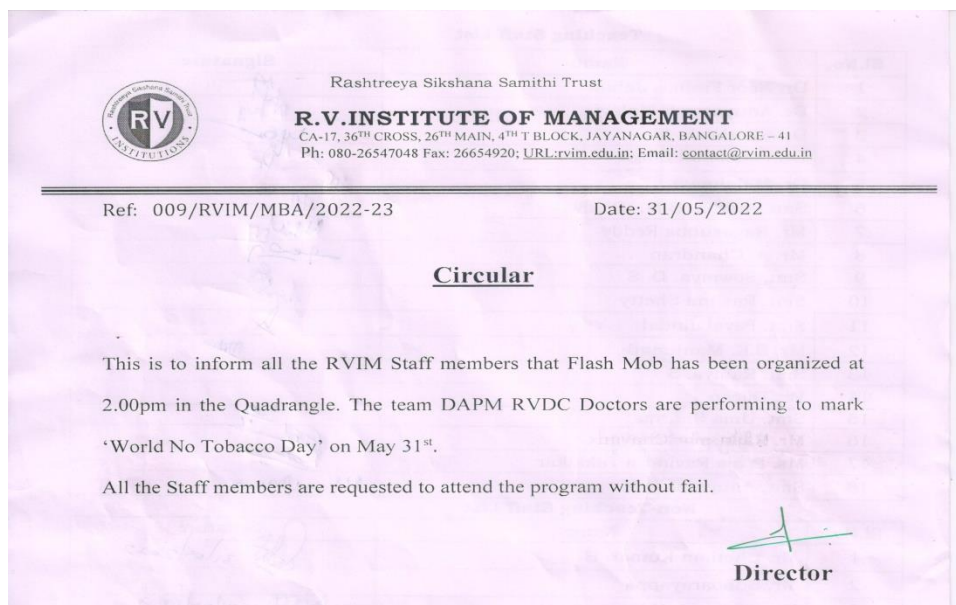 Rashtreeya Sikshana Samithi Trust
RV
INSTITUTIONS
R.V.INSTITUTE OF MANAGEMENT
CA-17, 36TH CROSS, 26TH MAIN, 4TH T BLOCK, JAYANAGAR, BANGALORE – 41
Ph: 080-26547048 Fax: 26654920; URL:rvim.edu.in; Email: contact@rvim.edu.in
Ref: 009/RVIM/MBA/2022-23 Date: 31/05/2022
Circular
This is to inform all the RVIM Staff members that Flash Mob has been organized at
2.00pm in the Quadrangle. The team DAPM RVDC Doctors are performing to mark
‘World No Tobacco Day’ on May 31st.
All the Staff members are requested to attend the program without fail.
Director